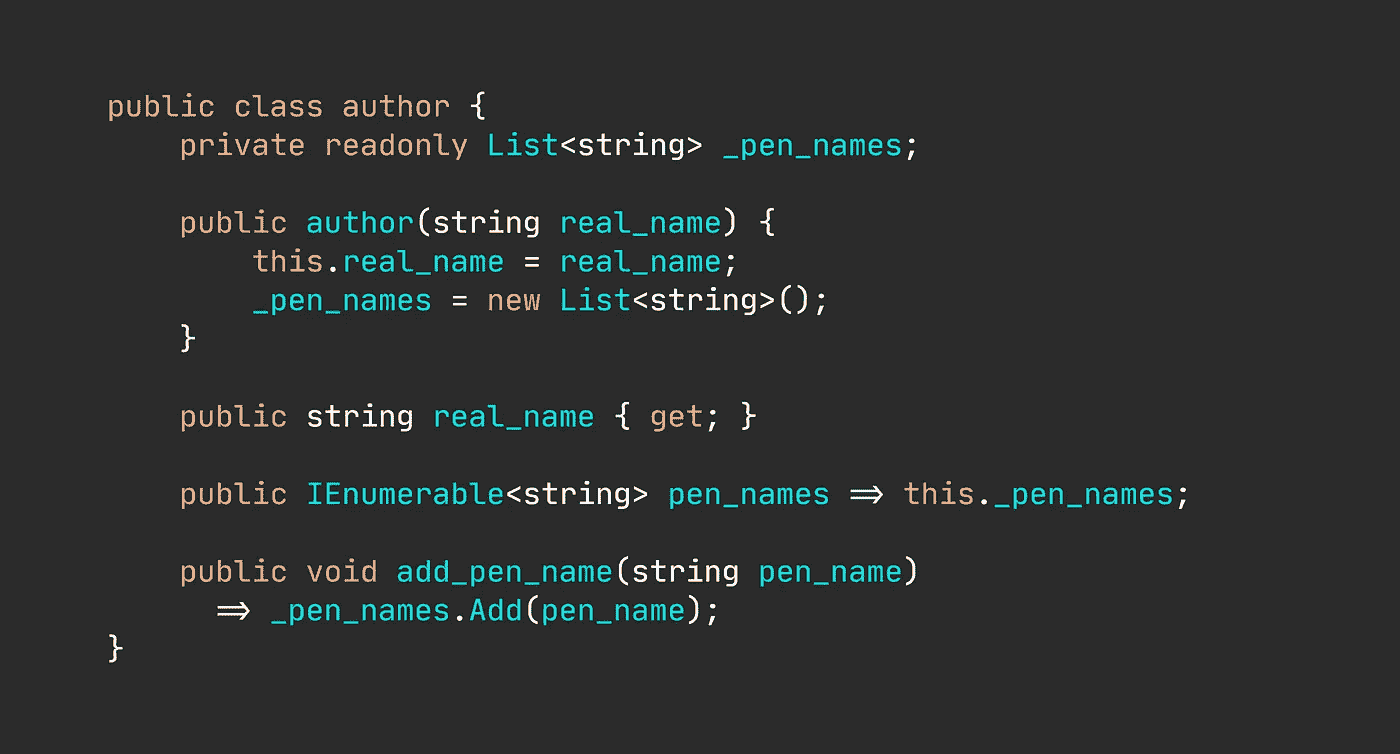 public class author {
    private readonly List<string> _pen_names;

    public author(string real_name) {
        this.real_name = real_name;
        _pen_names = new List<string>();
    }

    public string real_name { get; }

    public IEnumerable<string> pen_names => this._pen_names;

    public void add_pen_name(string pen_name)
      => _pen_names.Add(pen_name);
}